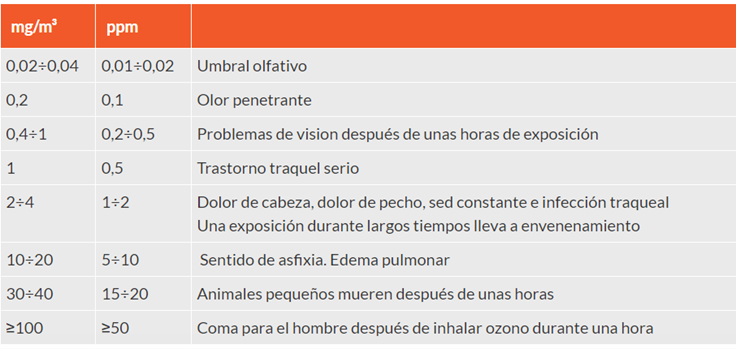 mg/m³ ppm
0,02÷0,04 0,01÷0,02 Umbral olfativo
0,2 0,1 Olor penetrante
0,4÷1 0,2÷0,5 Problemas de vision después de unas horas de exposición
1 0,5 Trastorno traquel serio
2÷4 1÷2 Dolor de cabeza, dolor de pecho, sed constante e infección traqueal
Una exposición durante largos tiempos lleva a envenenamiento
10÷20 5÷10 Sentido de asfixia. Edema pulmonar
30÷40 15÷20 Animales pequeños mueren después de unas horas
≥100 ≥50 Coma para el hombre después de inhalar ozono durante una hora